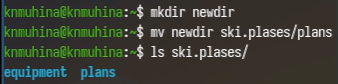 knmuhina@knmuhina:~$ mkdir newdir
knmuhina@knmuhina:~$ mv newdir ski.plases/plans
knmuhina@knmuhina:~$ ls ski.plases/
equipment  plans